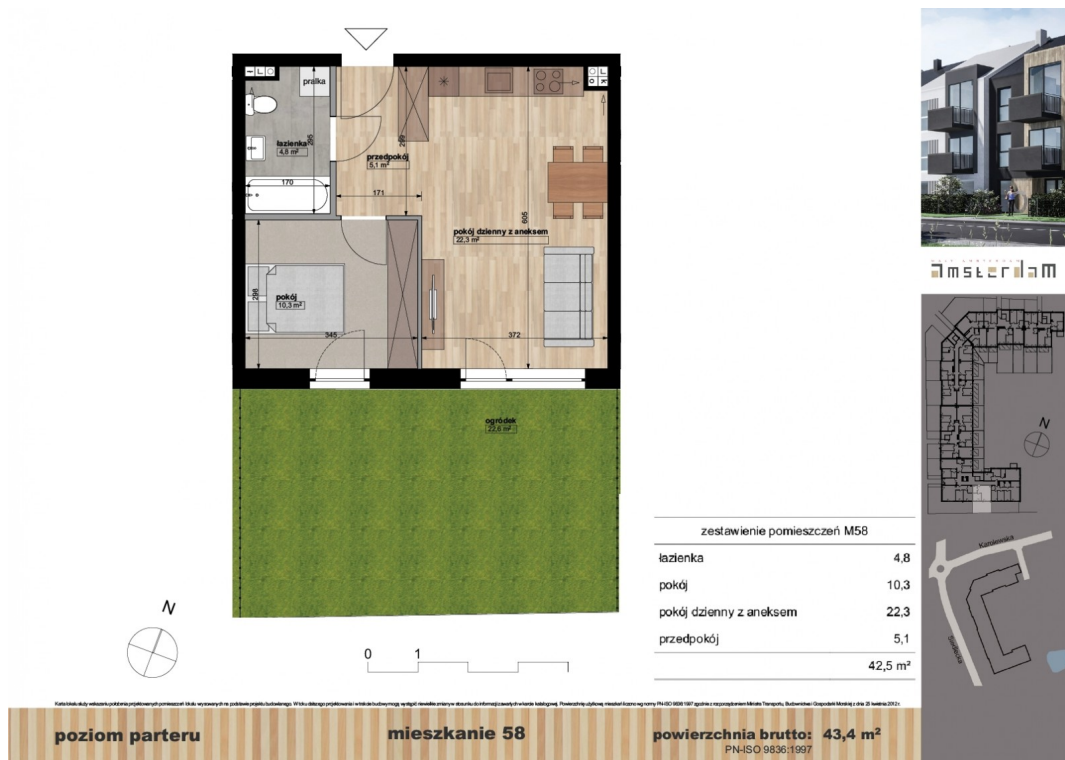 pralka
łazienka
4,8 m²
295
170
przedpokój
5,1 m²
299
171
605
pokój dzienny z aneksem
22,3 m²
pokój
10,3 m²
298
345
372
ogródek
22,6 m²
amsterdam
N
N
0 1
zestawienie pomieszczeń M58
łazienka 4,8
pokój 10,3
pokój dzienny z aneksem 22,3
przedpokój 5,1
42,5 m²
Karolewska
Siedlecka
poziom parteru
mieszkanie 58
powierzchnia brutto: 43,4 m²
PN-ISO 9836:1997